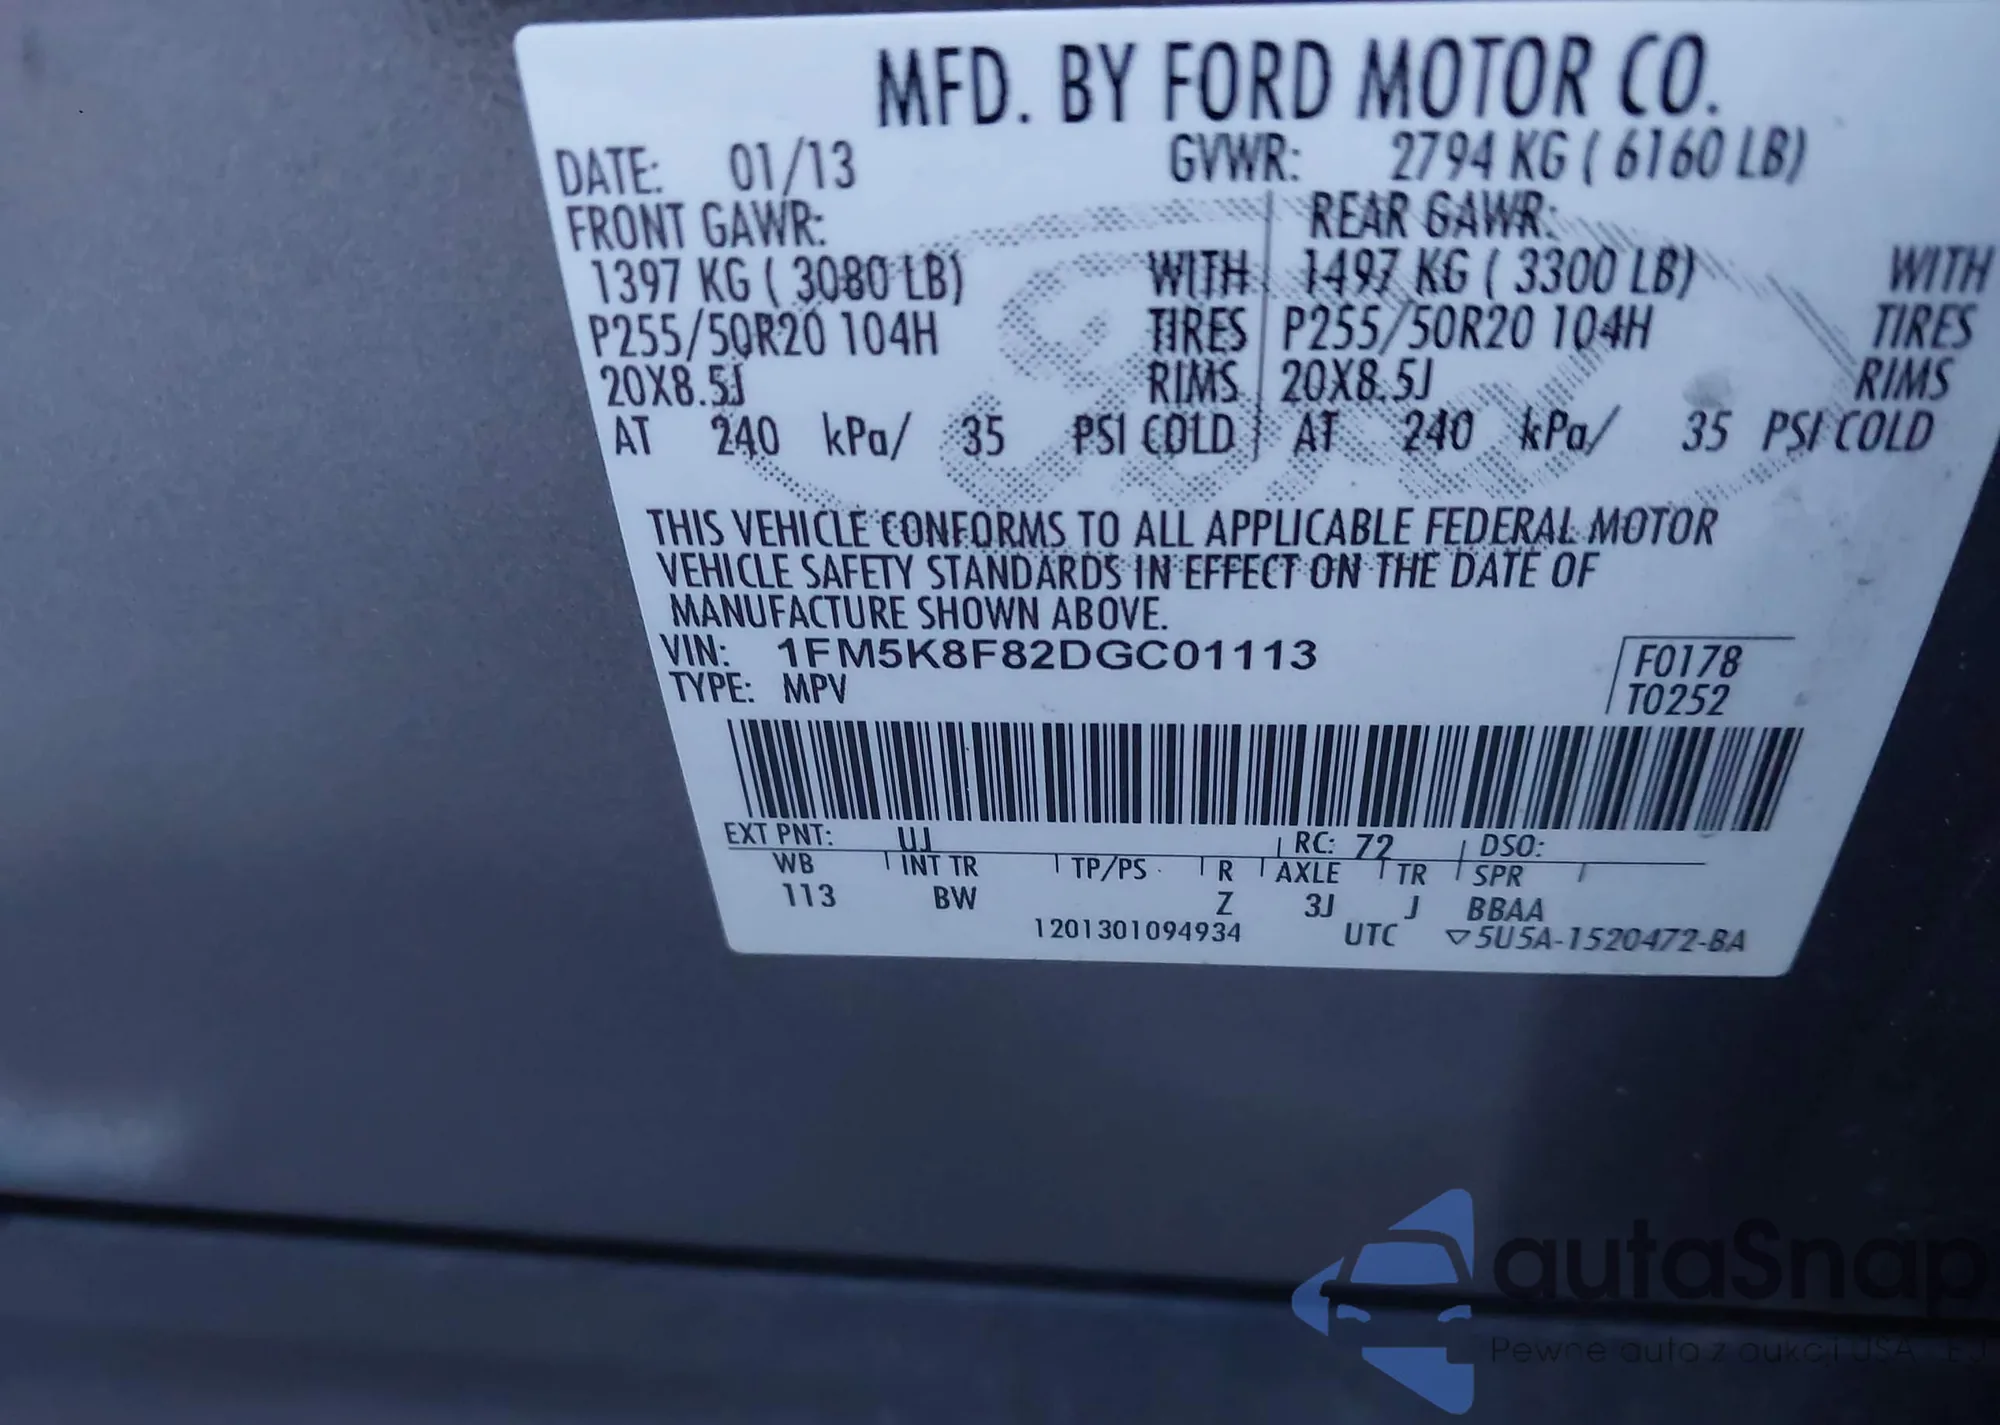 MFD. BY FORD MOTOR CO.
DATE: 01/13 GVWR: 2794 KG ( 6160 LB)
FRONT GAWR: REAR GAWR:
1397 KG ( 3080 LB) WITH 1497 KG ( 3300 LB) WITH
P255/50R20 104H TIRES P255/50R20 104H TIRES
20X8.5J RIMS 20X8.5J RIMS
AT 240 kPa/ 35 PSI COLD AT 240 kPa/ 35 PSI COLD
THIS VEHICLE CONFORMS TO ALL APPLICABLE FEDERAL MOTOR
VEHICLE SAFETY STANDARDS IN EFFECT ON THE DATE OF
MANUFACTURE SHOWN ABOVE.
VIN: 1FM5K8F82DGC01113 F0178
TYPE: MPV T0252
EXT PNT: UJ RC: 72 DSO:
WB INT TR TP/PS R AXLE TR SPR
113 BW Z 3J J BBAA
1201301094934 UTC ▽5U5A-1520472-BA
autaSnap
Pewne auto z aukcji USA